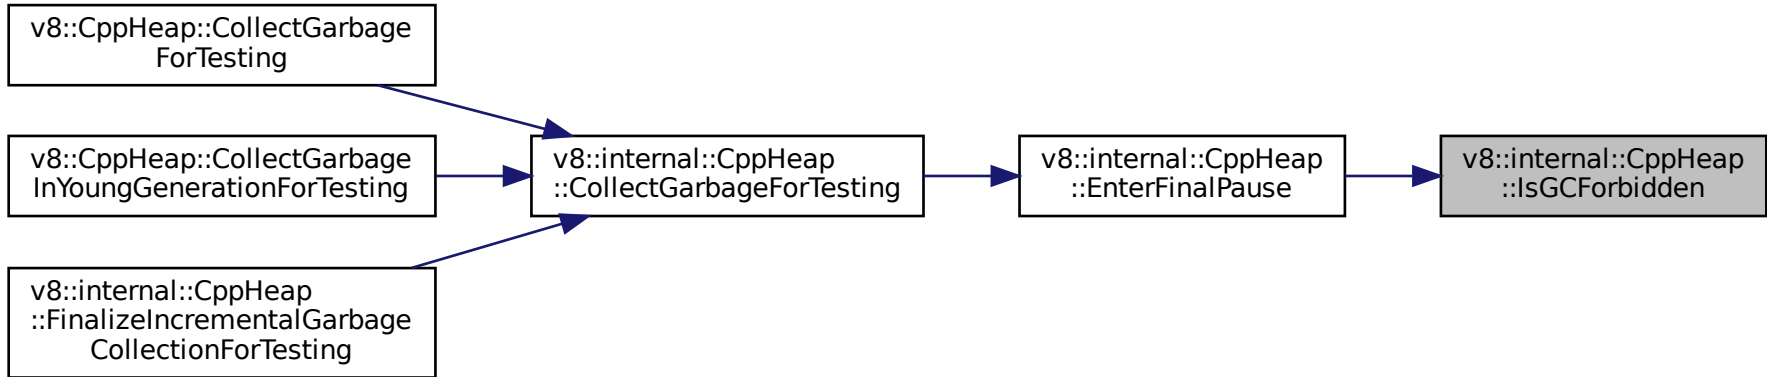 v8::CppHeap::CollectGarbage
ForTesting
v8::CppHeap::CollectGarbage
InYoungGenerationForTesting
v8::internal::CppHeap
::FinalizeIncrementalGarbage
CollectionForTesting
v8::internal::CppHeap
::CollectGarbageForTesting
v8::internal::CppHeap
::EnterFinalPause
v8::internal::CppHeap
::IsGCForbidden